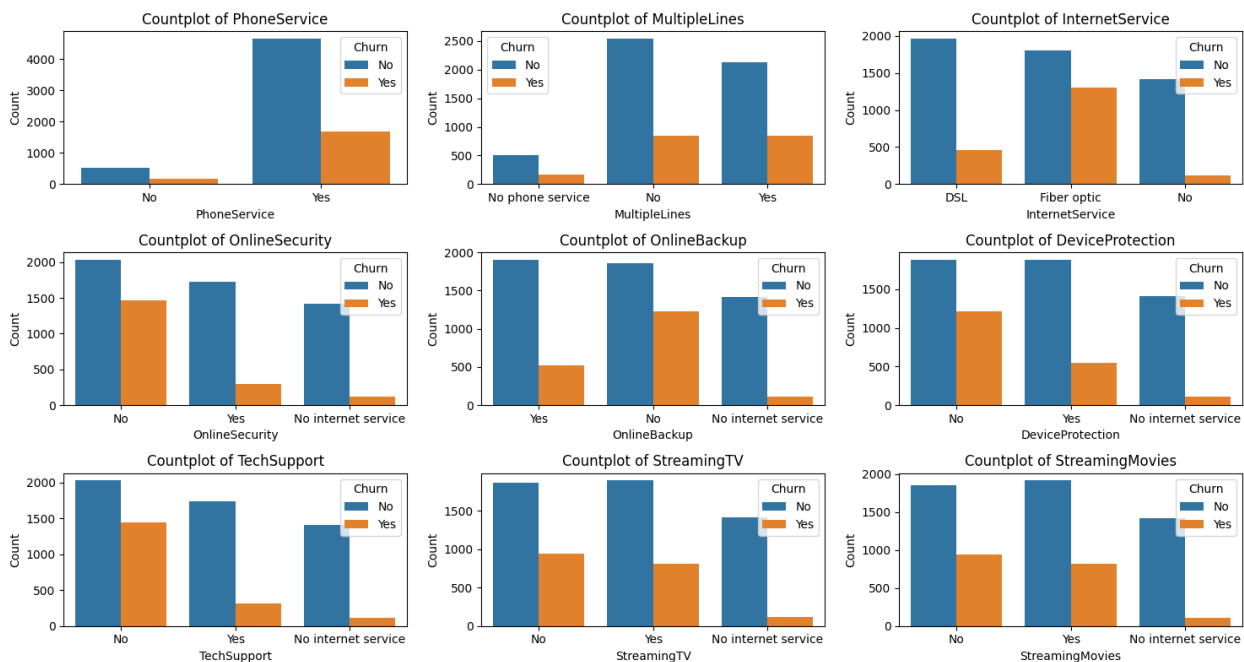 Countplot of PhoneService
Count
4000
3000
2000
1000
0
Churn
No
Yes
No Yes
PhoneService
Countplot of MultipleLines
Count
2500
2000
1500
1000
500
0
Churn
No
Yes
No phone service No Yes
MultipleLines
Countplot of InternetService
Count
2000
1500
1000
500
0
Churn
No
Yes
DSL Fiber optic No
InternetService
Countplot of OnlineSecurity
Count
2000
1500
1000
500
0
Churn
No
Yes
No Yes No internet service
OnlineSecurity
Countplot of OnlineBackup
Count
1500
1000
500
0
Churn
No
Yes
Yes No No internet service
OnlineBackup
Countplot of DeviceProtection
Count
1500
1000
500
0
Churn
No
Yes
No Yes No internet service
DeviceProtection
Countplot of TechSupport
Count
2000
1500
1000
500
0
Churn
No
Yes
No Yes No internet service
TechSupport
Countplot of StreamingTV
Count
1500
1000
500
0
Churn
No
Yes
No Yes No internet service
StreamingTV
Countplot of StreamingMovies
Count
2000
1500
1000
500
0
Churn
No
Yes
No Yes No internet service
StreamingMovies